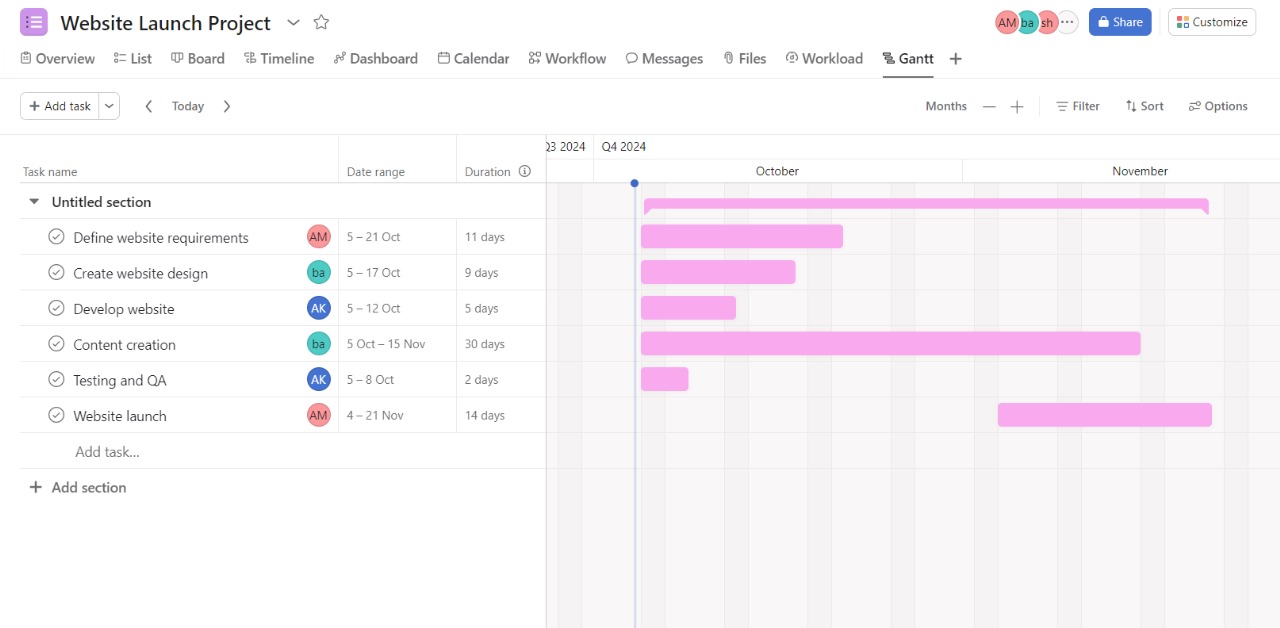 Website Launch Project
AM ba sh ...
Share
Customize
Overview List Board Timeline Dashboard Calendar Workflow Messages Files Workload Gantt +
+ Add task
Today
Months
Filter
Sort
Options
Q3 2024 Q4 2024
Task name Date range Duration October November
Untitled section
Define website requirements AM 5 – 21 Oct 11 days
Create website design ba 5 – 17 Oct 9 days
Develop website AK 5 – 12 Oct 5 days
Content creation ba 5 Oct – 15 Nov 30 days
Testing and QA AK 5 – 8 Oct 2 days
Website launch AM 4 – 21 Nov 14 days
Add task...
+ Add section